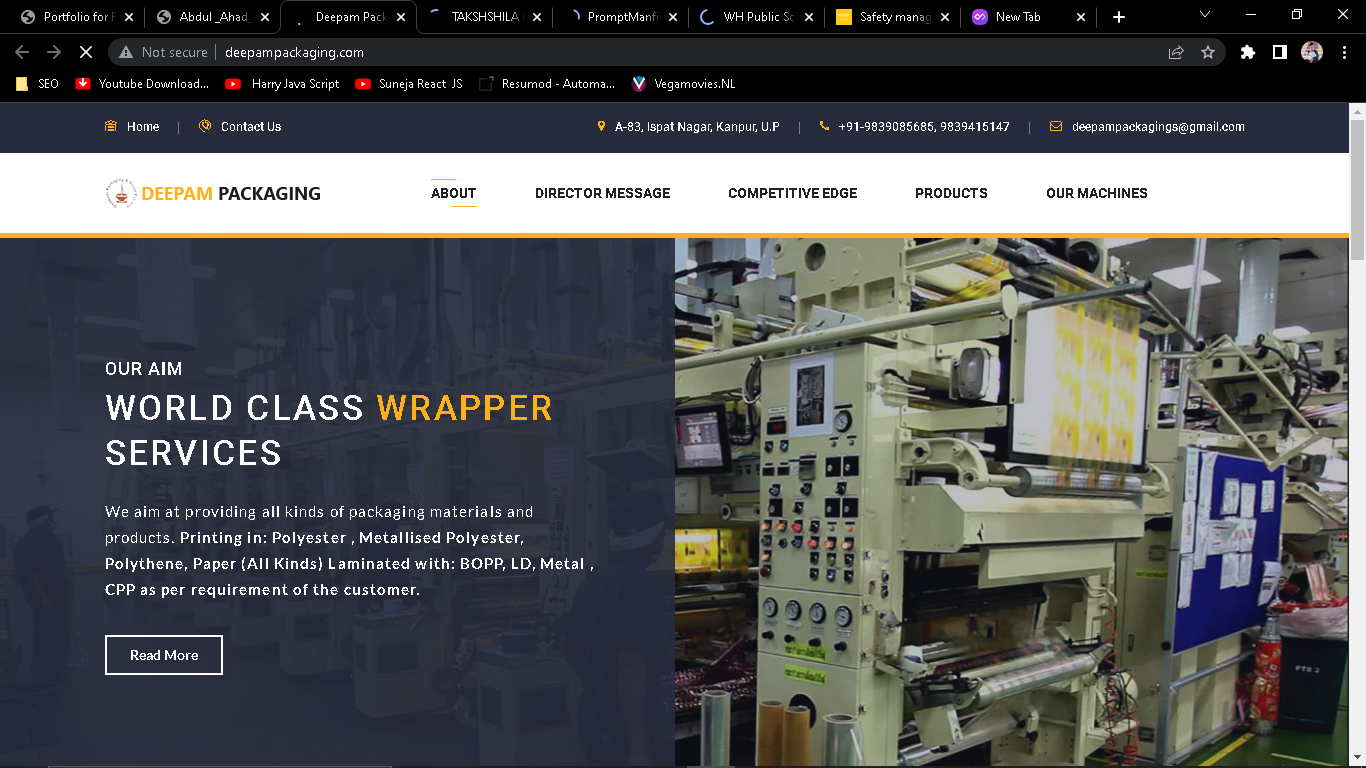 Portfolio for F
Abdul _Ahad_
Deepam Pack
TAKSHSHILA
PromptManfi
WH Public Sc
Safety manag
New Tab
Not secure
deepampackaging.com
SEO
Youtube Download...
Harry Java Script
Suneja React JS
Resumod - Automa...
Vegamovies.NL
Home
Contact Us
A-83, Ispat Nagar, Kanpur, U.P
+91-9839085685, 9839415147
deepampackagings@gmail.com
DEEPAM PACKAGING
ABOUT
DIRECTOR MESSAGE
COMPETITIVE EDGE
PRODUCTS
OUR MACHINES
OUR AIM
WORLD CLASS WRAPPER
SERVICES
We aim at providing all kinds of packaging materials and
products. Printing in: Polyester , Metallised Polyester,
Polythene, Paper (All Kinds) Laminated with: BOPP, LD, Metal ,
CPP as per requirement of the customer.
Read More
PTO 2